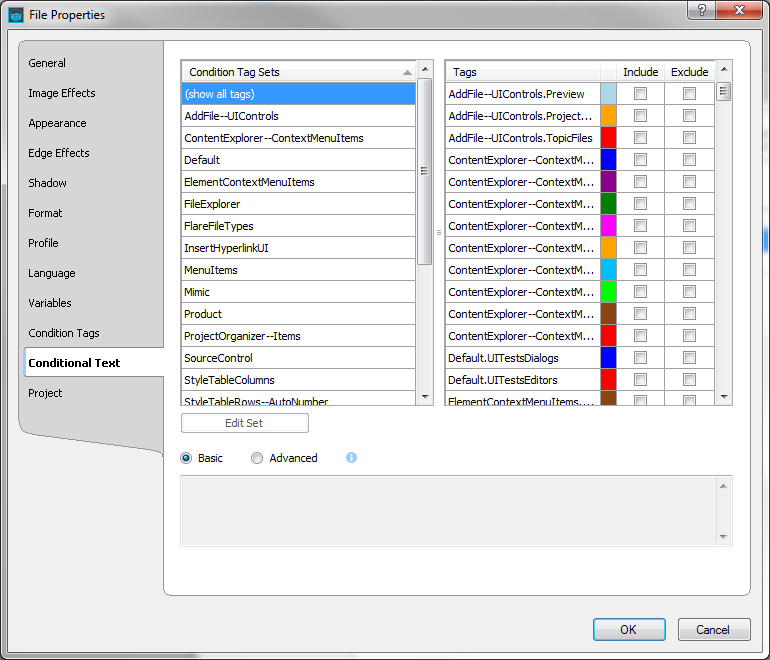 File Properties
General
Image Effects
Appearance
Edge Effects
Shadow
Format
Profile
Language
Variables
Condition Tags
Conditional Text
Project
Condition Tag Sets
(show all tags)
AddFile--UIControls
ContentExplorer--ContextMenuItems
Default
ElementContextMenuItems
FileExplorer
FlareFileTypes
InsertHyperlinkUI
MenuItems
Mimic
Product
ProjectOrganizer--Items
SourceControl
StyleTableColumns
StyleTableRows--AutoNumber
Tags Include Exclude
AddFile--UIControls.Preview
AddFile--UIControls.Project...
AddFile--UIControls.TopicFiles
ContentExplorer--ContextM...
ContentExplorer--ContextM...
ContentExplorer--ContextM...
ContentExplorer--ContextM...
ContentExplorer--ContextM...
ContentExplorer--ContextM...
ContentExplorer--ContextM...
ContentExplorer--ContextM...
ContentExplorer--ContextM...
Default.UITestsDialogs
Default.UITestsEditors
ElementContextMenuItems....
Edit Set
Basic Advanced
OK Cancel